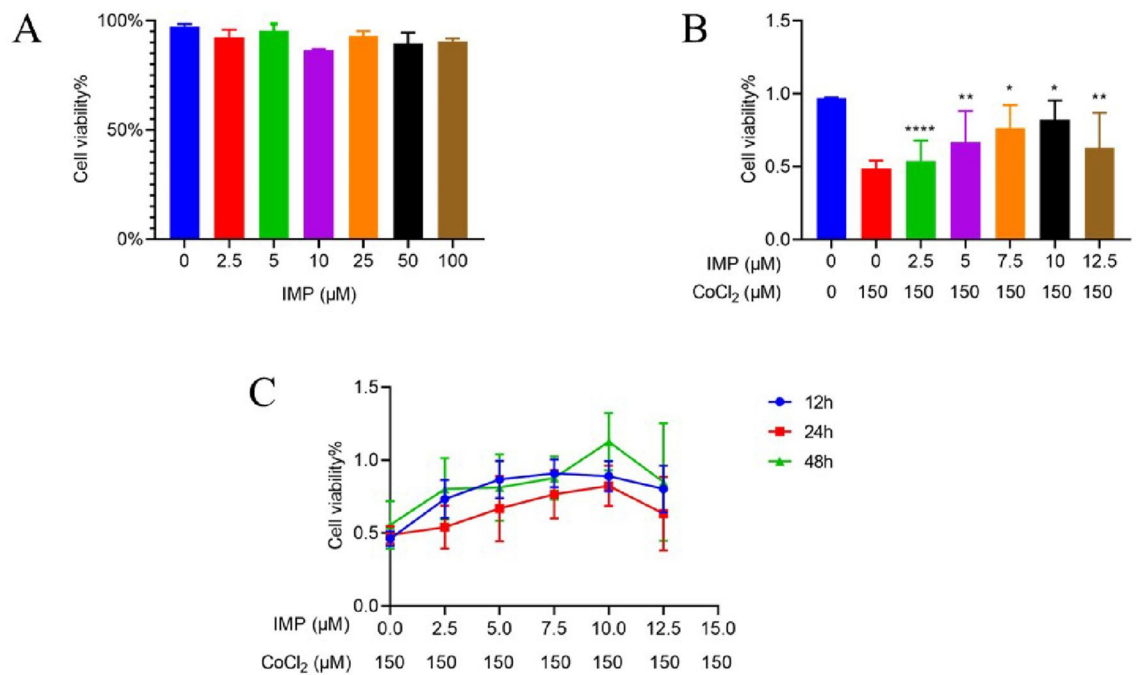 A
Cell viability%
100%
50%
0%
0 2.5 5 10 25 50 100
IMP (µM)
B
Cell viability%
1.5
1.0
0.5
0.0
**** ** * * **
IMP (µM) 0 0 2.5 5 7.5 10 12.5
CoCl₂ (µM) 0 150 150 150 150 150 150
C
Cell viability%
1.5
1.0
0.5
0.0
12h
24h
48h
IMP (µM) 0.0 2.5 5.0 7.5 10.0 12.5 15.0
CoCl₂ (µM) 150 150 150 150 150 150 150